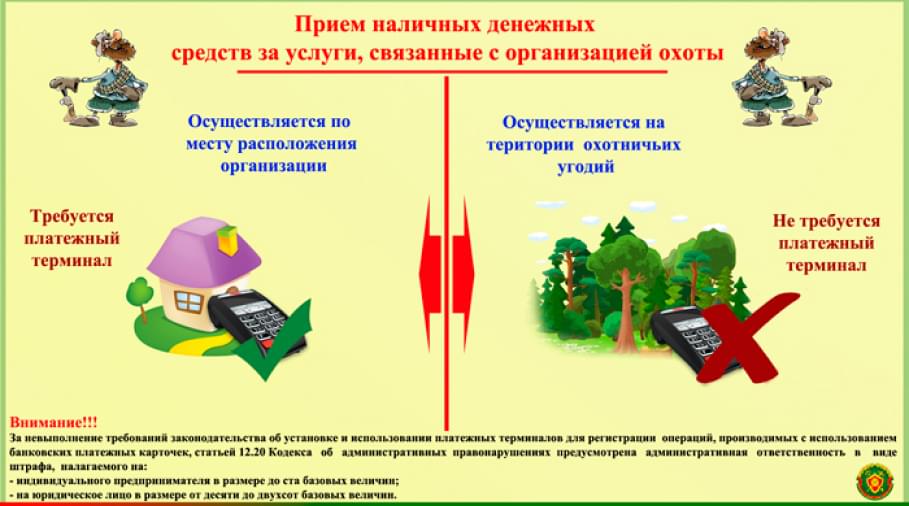 Прием наличных денежных
средств за услуги, связанные с организацией охоты
Осуществляется по
месту расположения
организации
Требуется
платежный
терминал
Осуществляется на
територии охотничьих
угодий
Не требуется
платежный
терминал
Внимание!!!
За невыполнение требований законодательства об установке и использовании платежных терминалов для регистрации операций, производимых с использованием
банковских платежных карточек, статьей 12.20 Кодекса об административных правонарушениях предусмотрена административная ответственность в виде
штрафа, налагаемого на:
- индивидуального предпринимателя в размере до ста базовых величин;
- на юридическое лицо в размере от десяти до двухсот базовых величин.